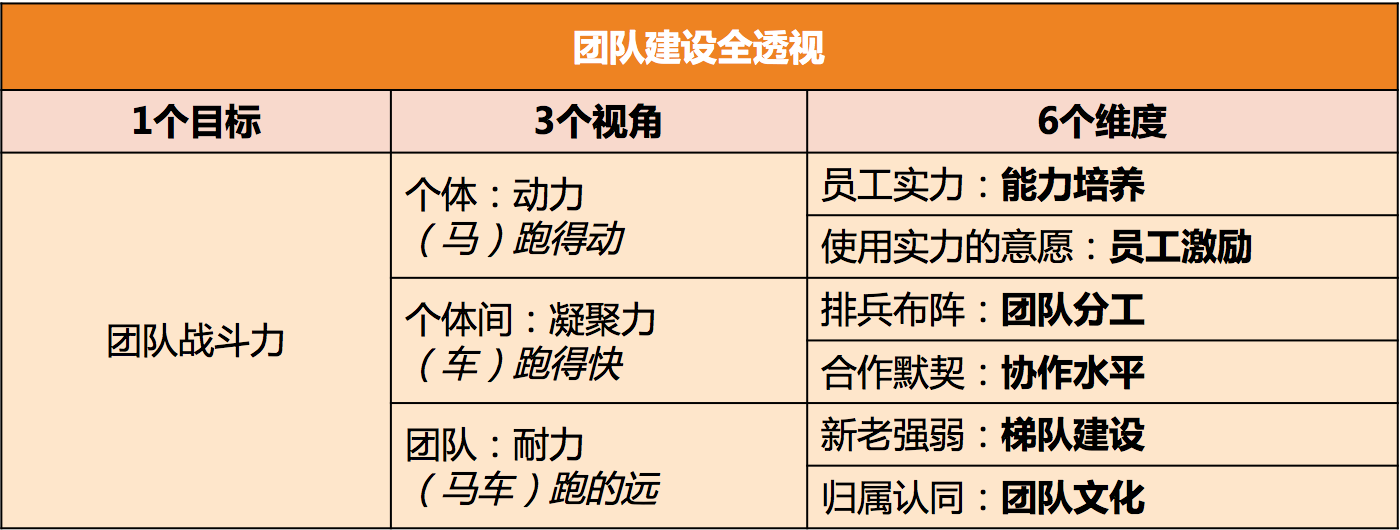 团队建设全透视
1个目标
3个视角
6个维度
团队战斗力
个体：动力
（马）跑得动
员工实力：能力培养
使用实力的意愿：员工激励
个体间：凝聚力
（车）跑得快
排兵布阵：团队分工
合作默契：协作水平
团队：耐力
（马车）跑的远
新老强弱：梯队建设
归属认同：团队文化